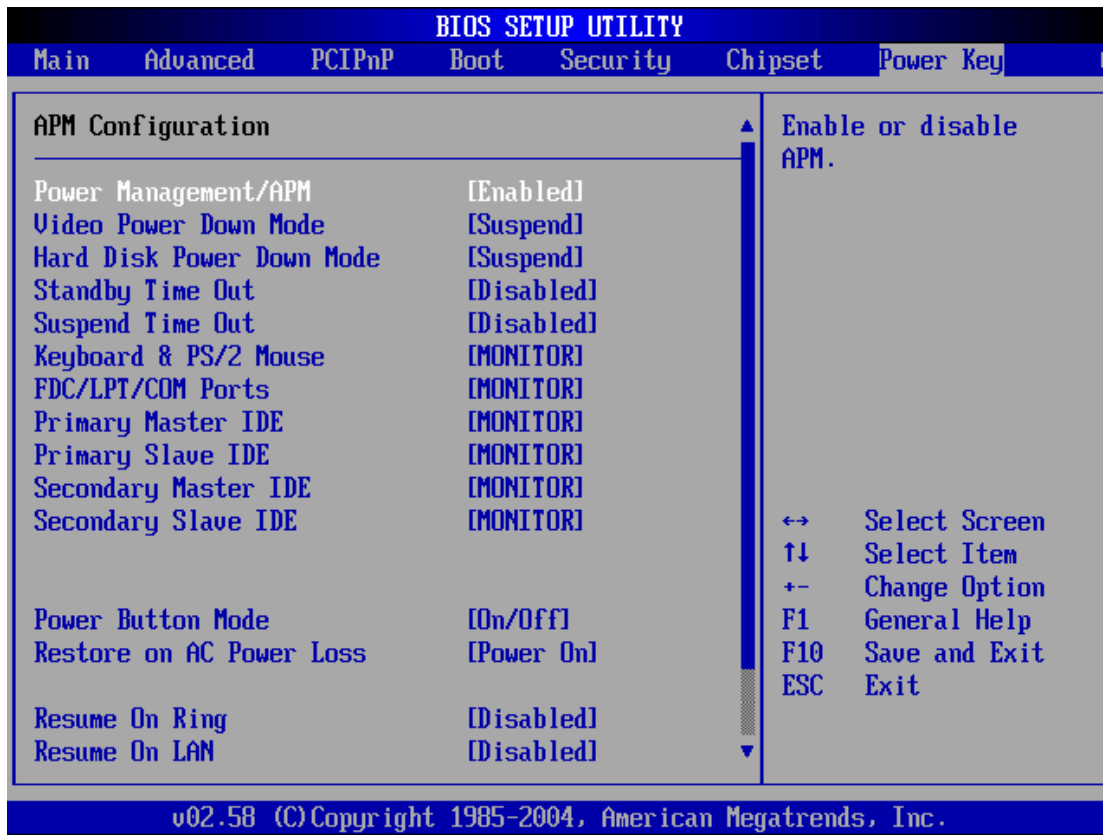 BIOS SETUP UTILITY
Main Advanced PCIPnP Boot Security Chipset Power Key
APM Configuration
Power Management/APM [Enabled]
Video Power Down Mode [Suspend]
Hard Disk Power Down Mode [Suspend]
Standby Time Out [Disabled]
Suspend Time Out [Disabled]
Keyboard & PS/2 Mouse [MONITOR]
FDC/LPT/COM Ports [MONITOR]
Primary Master IDE [MONITOR]
Primary Slave IDE [MONITOR]
Secondary Master IDE [MONITOR]
Secondary Slave IDE [MONITOR]
Power Button Mode [On/Off]
Restore on AC Power Loss [Power On]
Resume On Ring [Disabled]
Resume On LAN [Disabled]
Enable or disable
APM.
↔ Select Screen
↑↓ Select Item
+- Change Option
F1 General Help
F10 Save and Exit
ESC Exit
v02.58 (C)Copyright 1985-2004, American Megatrends, Inc.